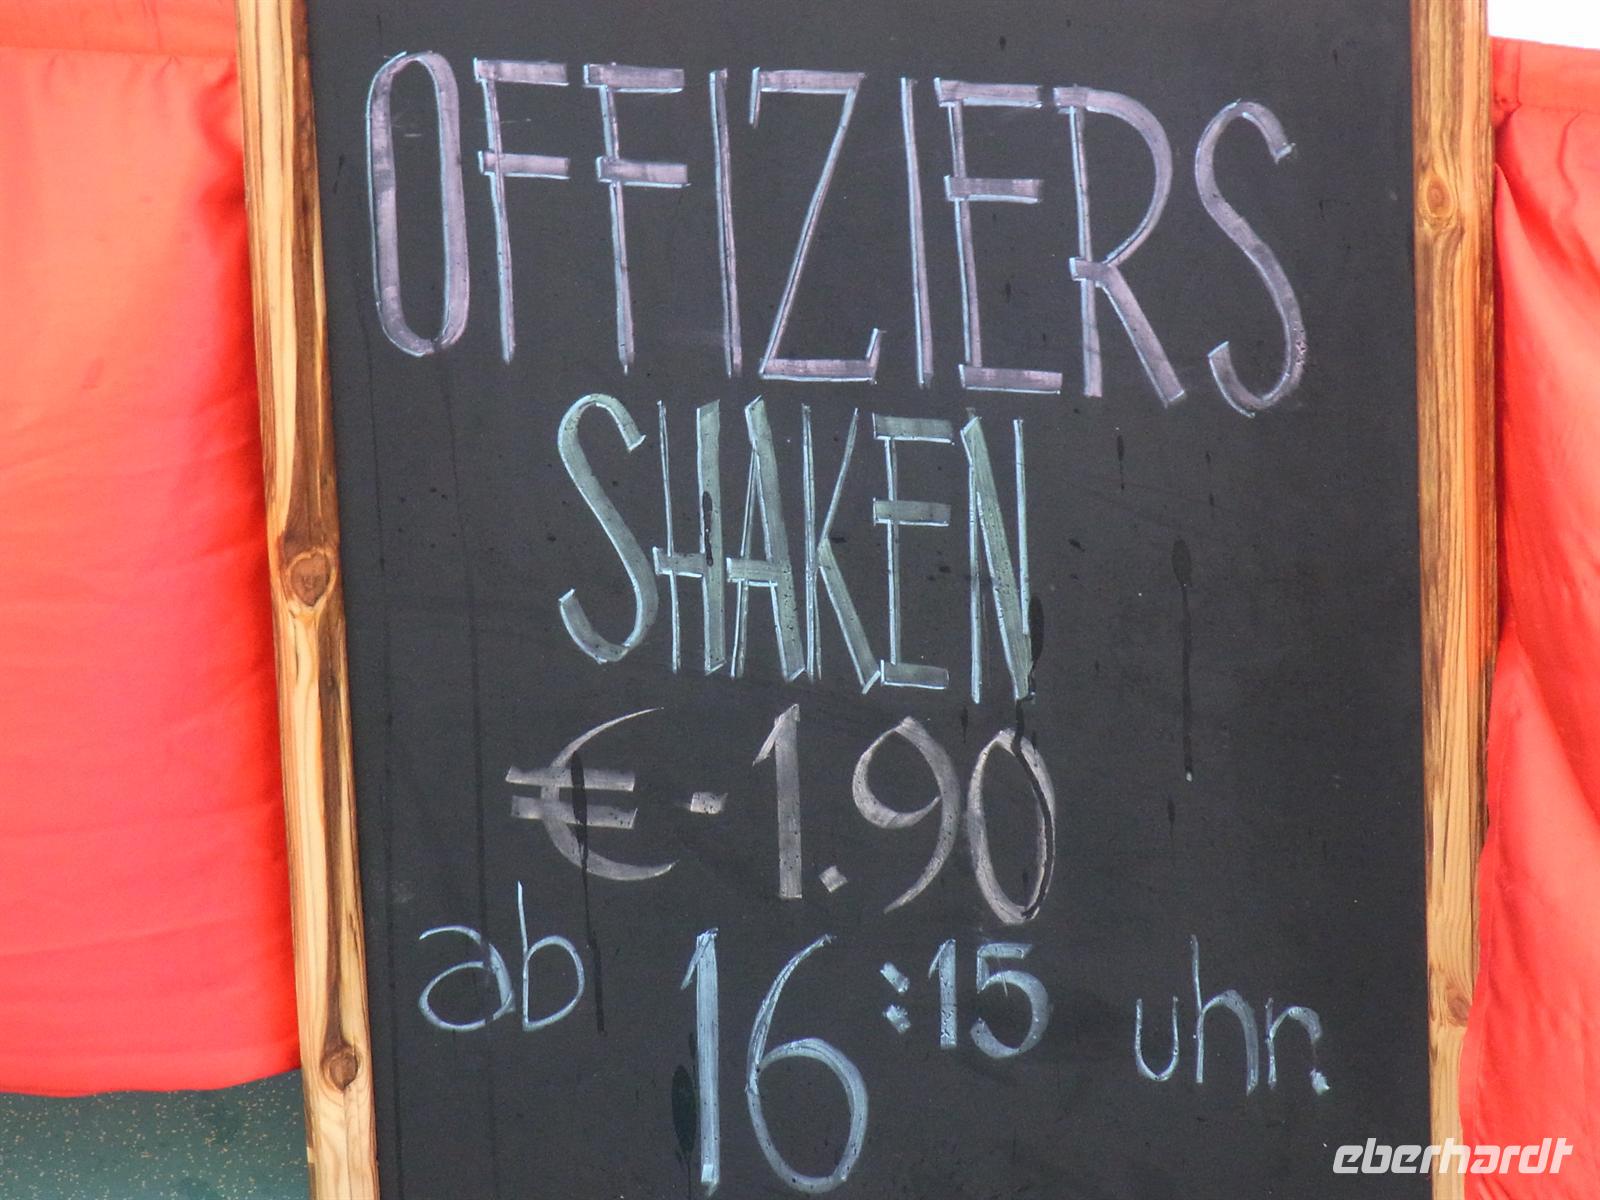 OFFIZIERS
SHAKEN
€-1.90
ab 16:15 uhr.
eberhardt